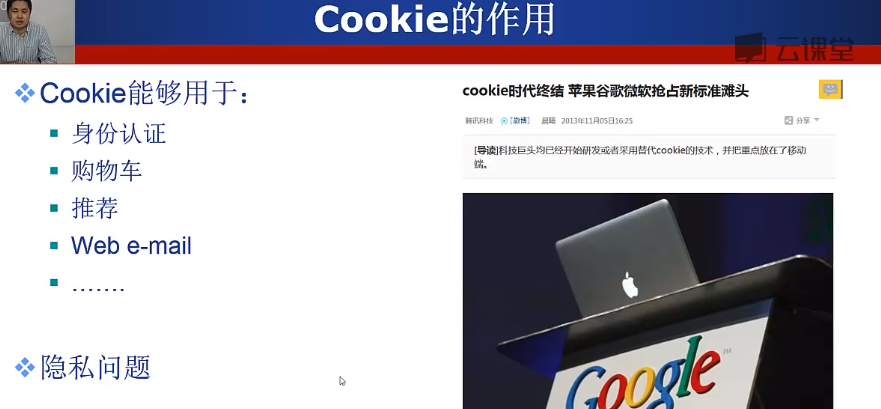 Cookie的作用
云课堂
Cookie能够用于：
身份认证
购物车
推荐
Web e-mail
.......
隐私问题
cookie时代终结 苹果谷歌微软抢占新标准滩头
腾讯科技 [微博] 晨曦 2013年11月05日16:25
分享
[导读]科技巨头均已经开始研发或者采用替代cookie的技术，并把重点放在了移动
端。
Google™